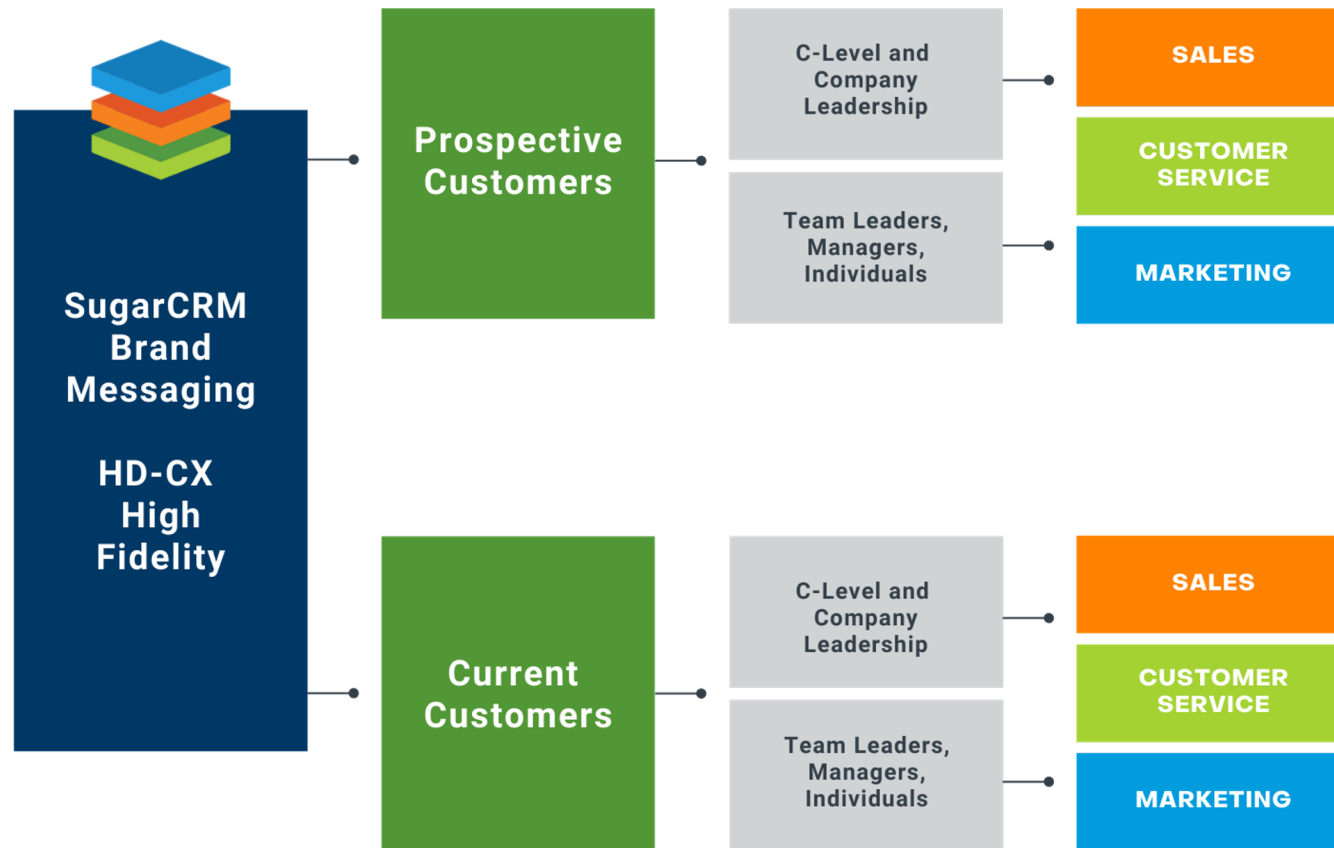 SugarCRM
Brand
Messaging
HD-CX
High
Fidelity
Prospective
Customers
C-Level and
Company
Leadership
Team Leaders,
Managers,
Individuals
SALES
CUSTOMER
SERVICE
MARKETING
Current
Customers
C-Level and
Company
Leadership
Team Leaders,
Managers,
Individuals
SALES
CUSTOMER
SERVICE
MARKETING